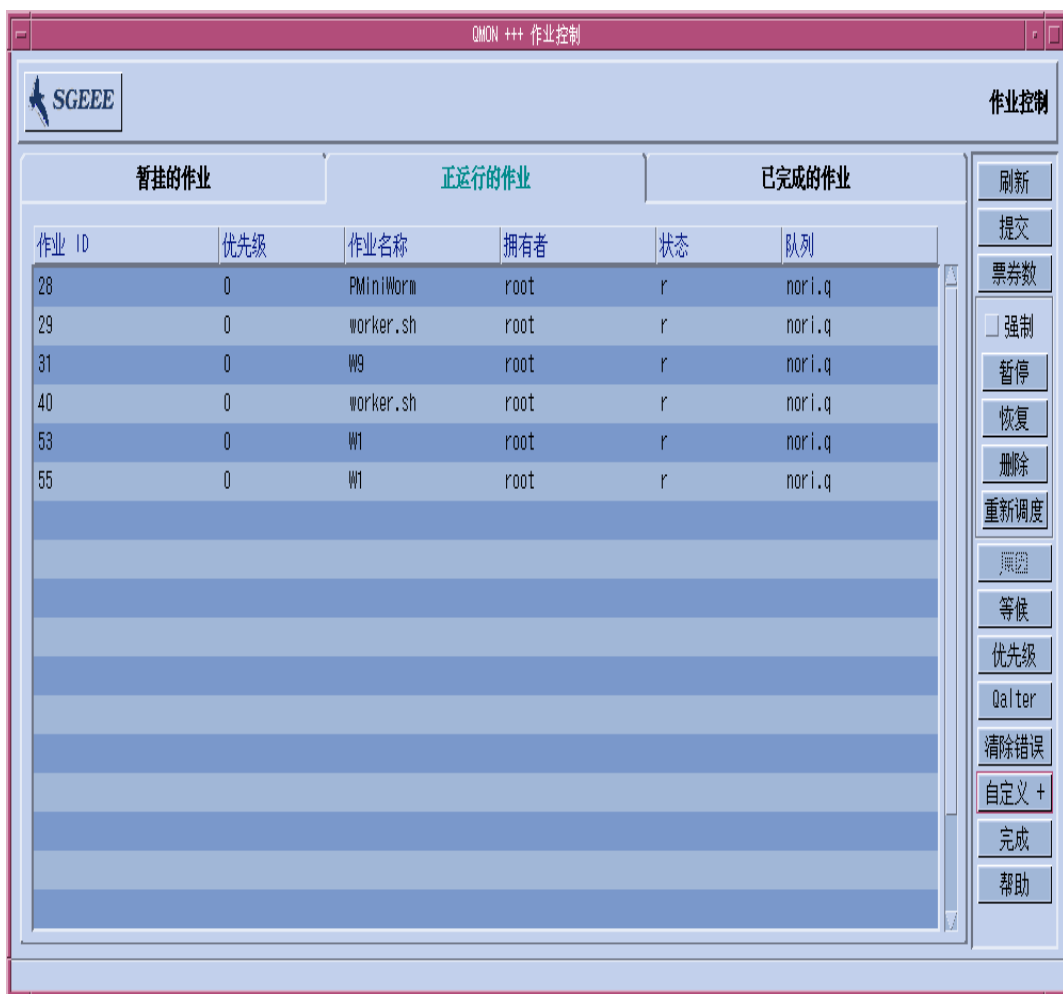 QMON +++ 作业控制
SGEEE
作业控制
暂挂的作业 正运行的作业 已完成的作业
作业 ID 优先级 作业名称 拥有者 状态 队列
28 0 PMiniWorm root r nori.q
29 0 worker.sh root r nori.q
31 0 W9 root r nori.q
40 0 worker.sh root r nori.q
53 0 W1 root r nori.q
55 0 W1 root r nori.q
刷新
提交
票券数
强制
暂停
恢复
删除
重新调度
原因
等候
优先级
Qalter
清除错误
自定义 +
完成
帮助